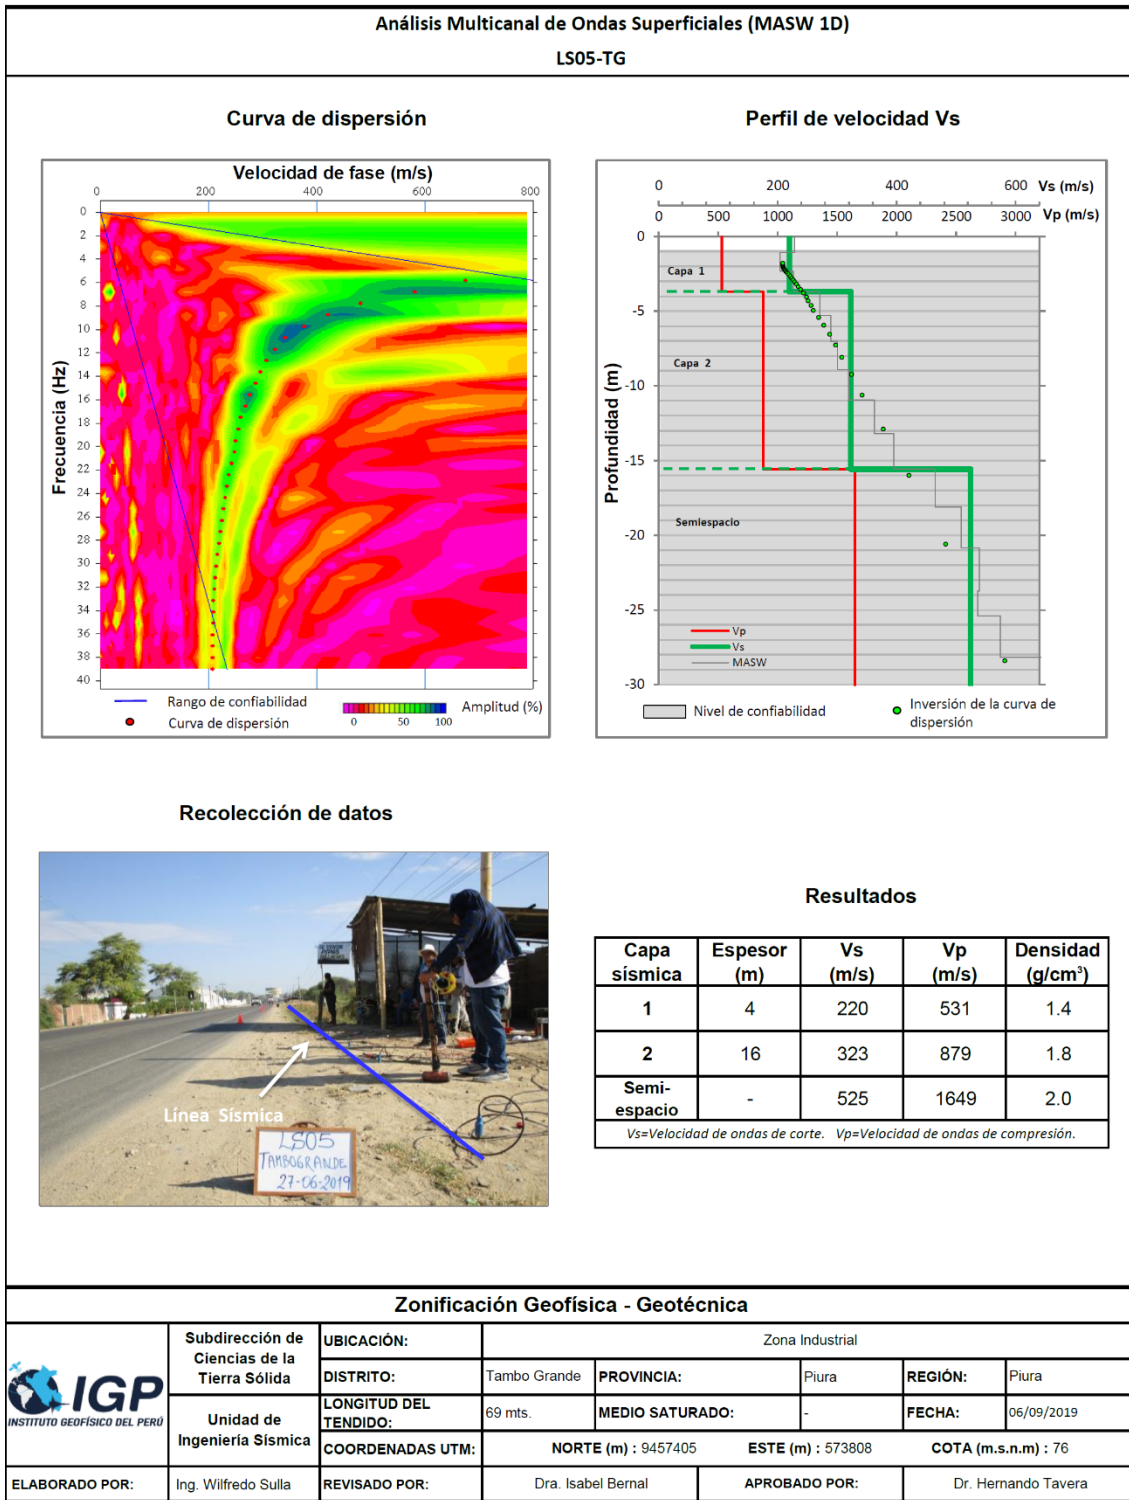 Análisis Multicanal de Ondas Superficiales (MASW 1D)
LS05-TG
Curva de dispersión
Velocidad de fase (m/s)
0 200 400 600 800
Frecuencia (Hz)
0
2
4
6
8
10
12
14
16
18
20
22
24
26
28
30
32
34
36
38
40
Rango de confiabilidad
Curva de dispersión
0 50 100
Amplitud (%)
Perfil de velocidad Vs
0 200 400 600 Vs (m/s)
0 500 1000 1500 2000 2500 3000 Vp (m/s)
Profundidad (m)
0
-5
-10
-15
-20
-25
-30
Capa 1
Capa 2
Semiespacio
Vp
Vs
MASW
Nivel de confiabilidad
Inversión de la curva de
dispersión
Recolección de datos
Línea Sísmica
LS05
TAMBOGRANDE
27-06-2019
Resultados
Capa sísmica Espesor (m) Vs (m/s) Vp (m/s) Densidad (g/cm³)
1 4 220 531 1.4
2 16 323 879 1.8
Semi-espacio - 525 1649 2.0
Vs=Velocidad de ondas de corte. Vp=Velocidad de ondas de compresión.
Zonificación Geofísica - Geotécnica
IGP
INSTITUTO GEOFÍSICO DEL PERÚ
Subdirección de
Ciencias de la
Tierra Sólida
Unidad de
Ingeniería Sísmica
UBICACIÓN: Zona Industrial
DISTRITO: Tambo Grande PROVINCIA: Piura REGIÓN: Piura
LONGITUD DEL TENDIDO: 69 mts. MEDIO SATURADO: - FECHA: 06/09/2019
COORDENADAS UTM: NORTE (m) : 9457405 ESTE (m) : 573808 COTA (m.s.n.m) : 76
ELABORADO POR: Ing. Wilfredo Sulla REVISADO POR: Dra. Isabel Bernal APROBADO POR: Dr. Hernando Tavera